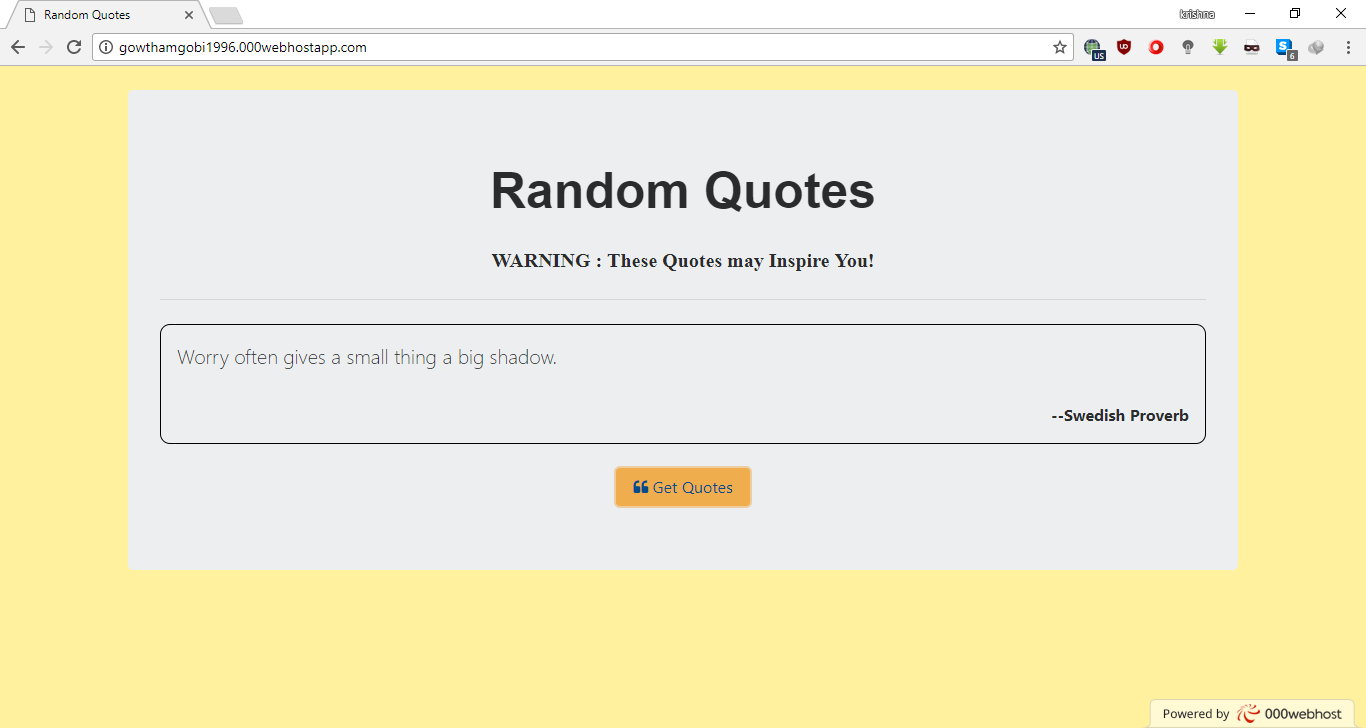 Random Quotes
krishna
gowthamgobi1996.000webhostapp.com
US
UD
S
6
Random Quotes
WARNING : These Quotes may Inspire You!
Worry often gives a small thing a big shadow.
--Swedish Proverb
❝ Get Quotes
Powered by 000webhost